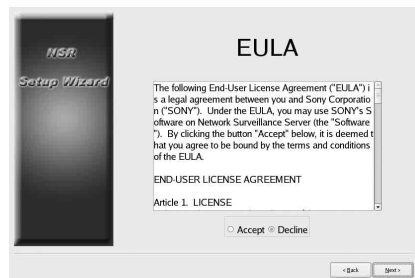 NSR
Setup Wizard
EULA
The following End-User License Agreement ("EULA") i
s a legal agreement between you and Sony Corporatio
n ("SONY"). Under the EULA, you may use SONY's S
oftware on Network Surveillance Server (the "Software
"). By clicking the button "Accept" below, it is deemed t
hat you agree to be bound by the terms and conditions
of the EULA.
END-USER LICENSE AGREEMENT
Article 1. LICENSE
Accept Decline
< Back Next >